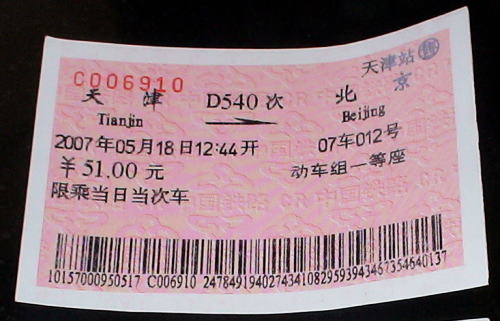 天津站 售
C006910
天津 D540次 北京
Tianjin Beijing
2007年05月18日12:44开 07车012号
￥51.00元 动车组一等座
限乘当日当次车
10157000950517 C006910 247849194027434108295939434673546401​37